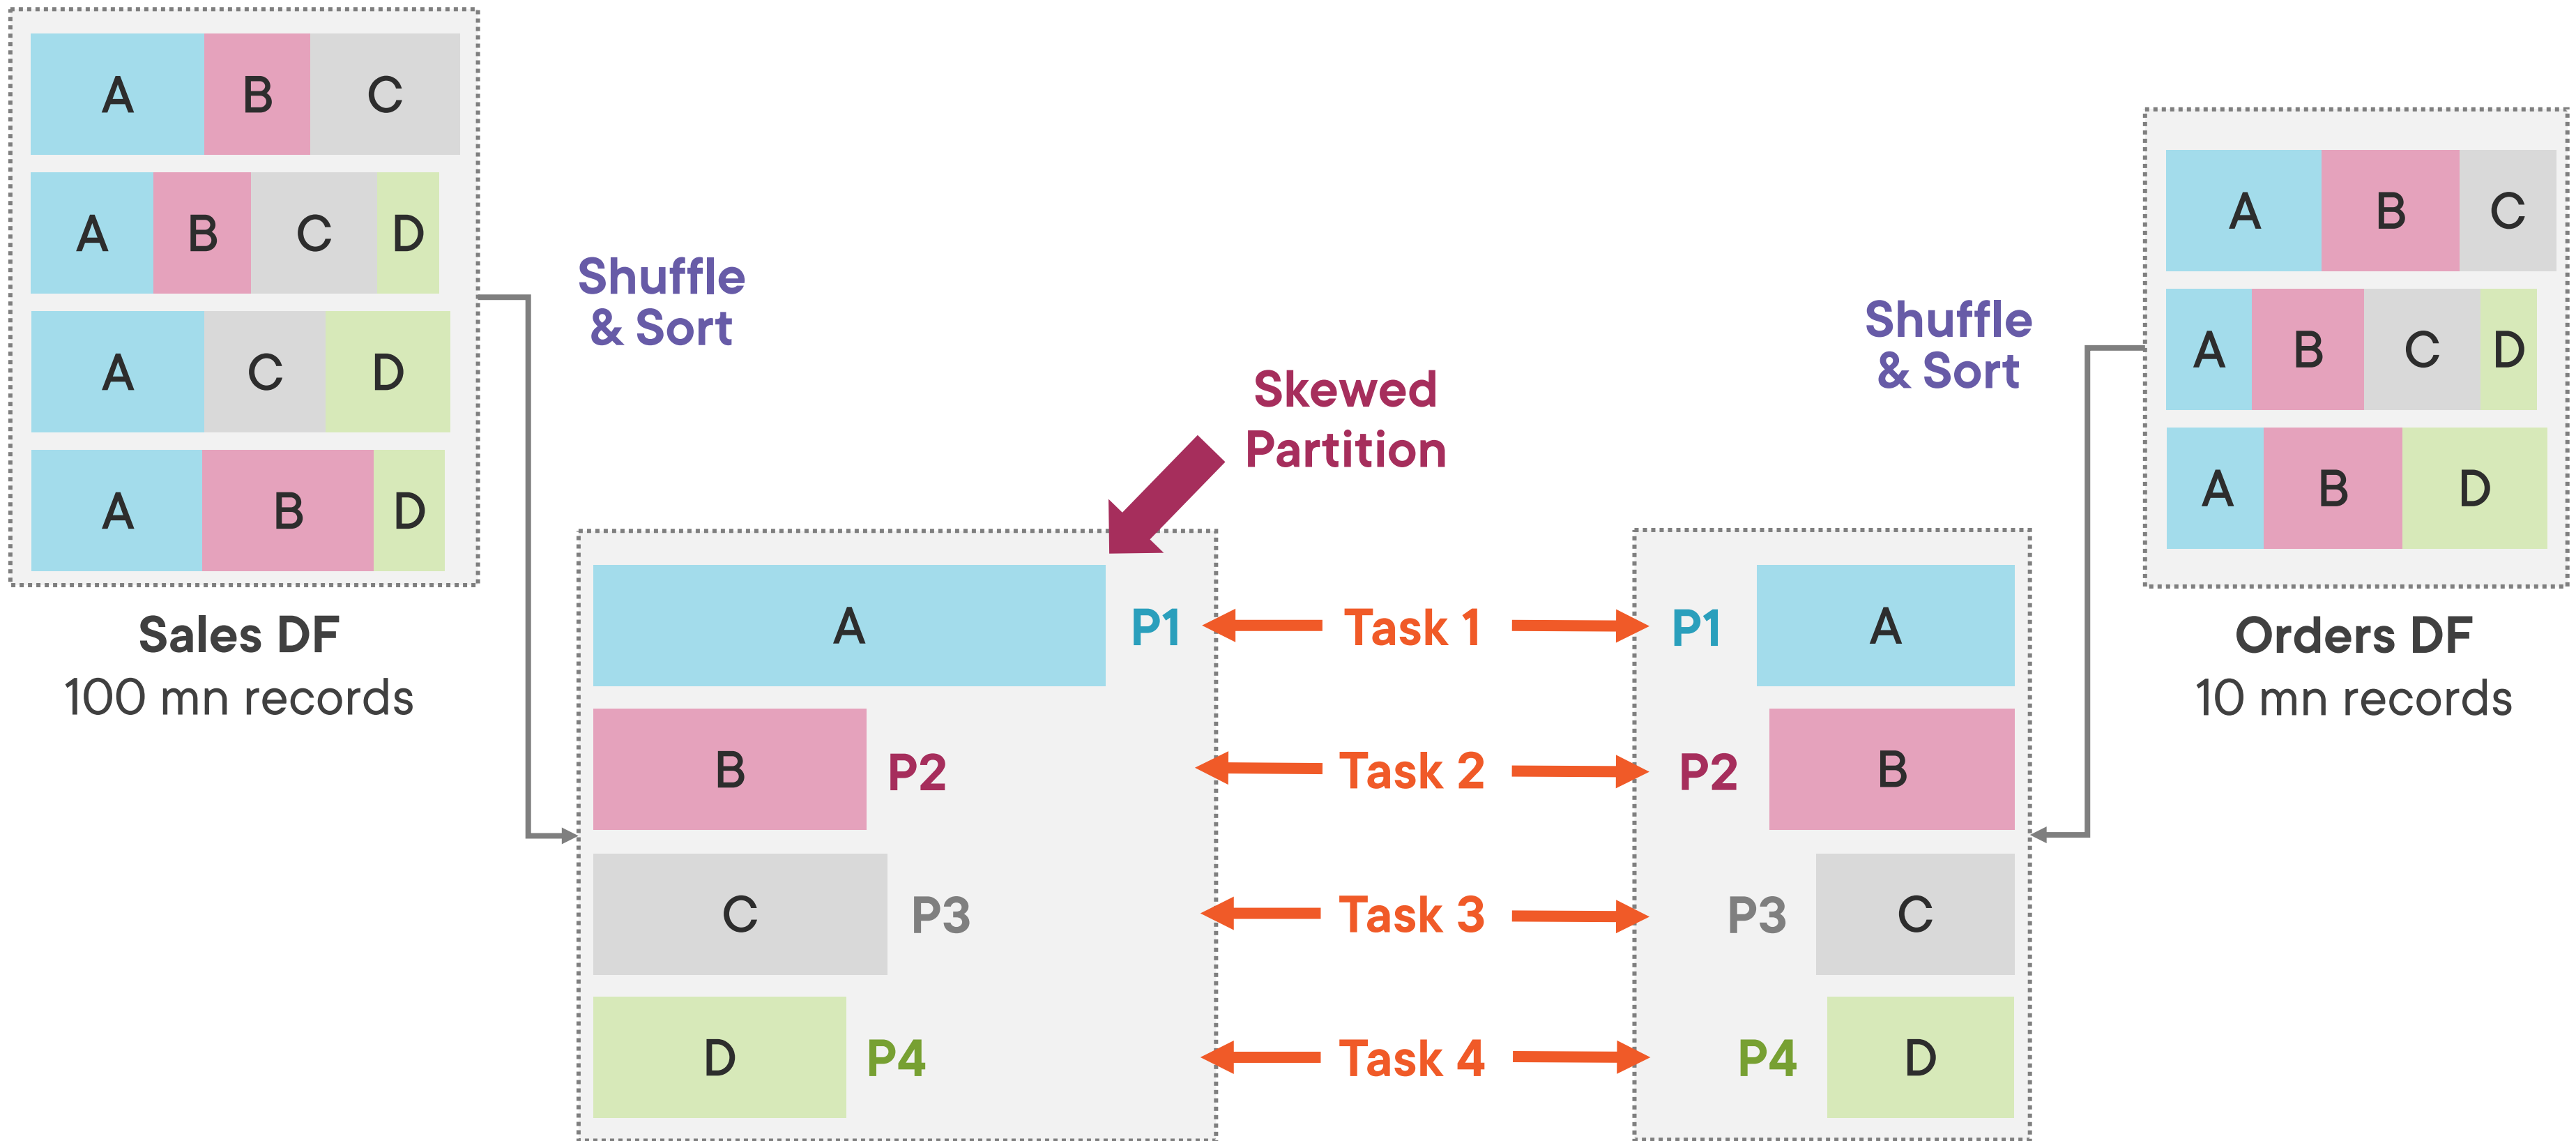 A B C
A B C D
A C D
A B D
Sales DF
100 mn records
Shuffle
& Sort
Skewed
Partition
A P1
B P2
C P3
D P4
Task 1
Task 2
Task 3
Task 4
P1 A
P2 B
P3 C
P4 D
Shuffle
& Sort
A B C
A B C D
A B D
Orders DF
10 mn records